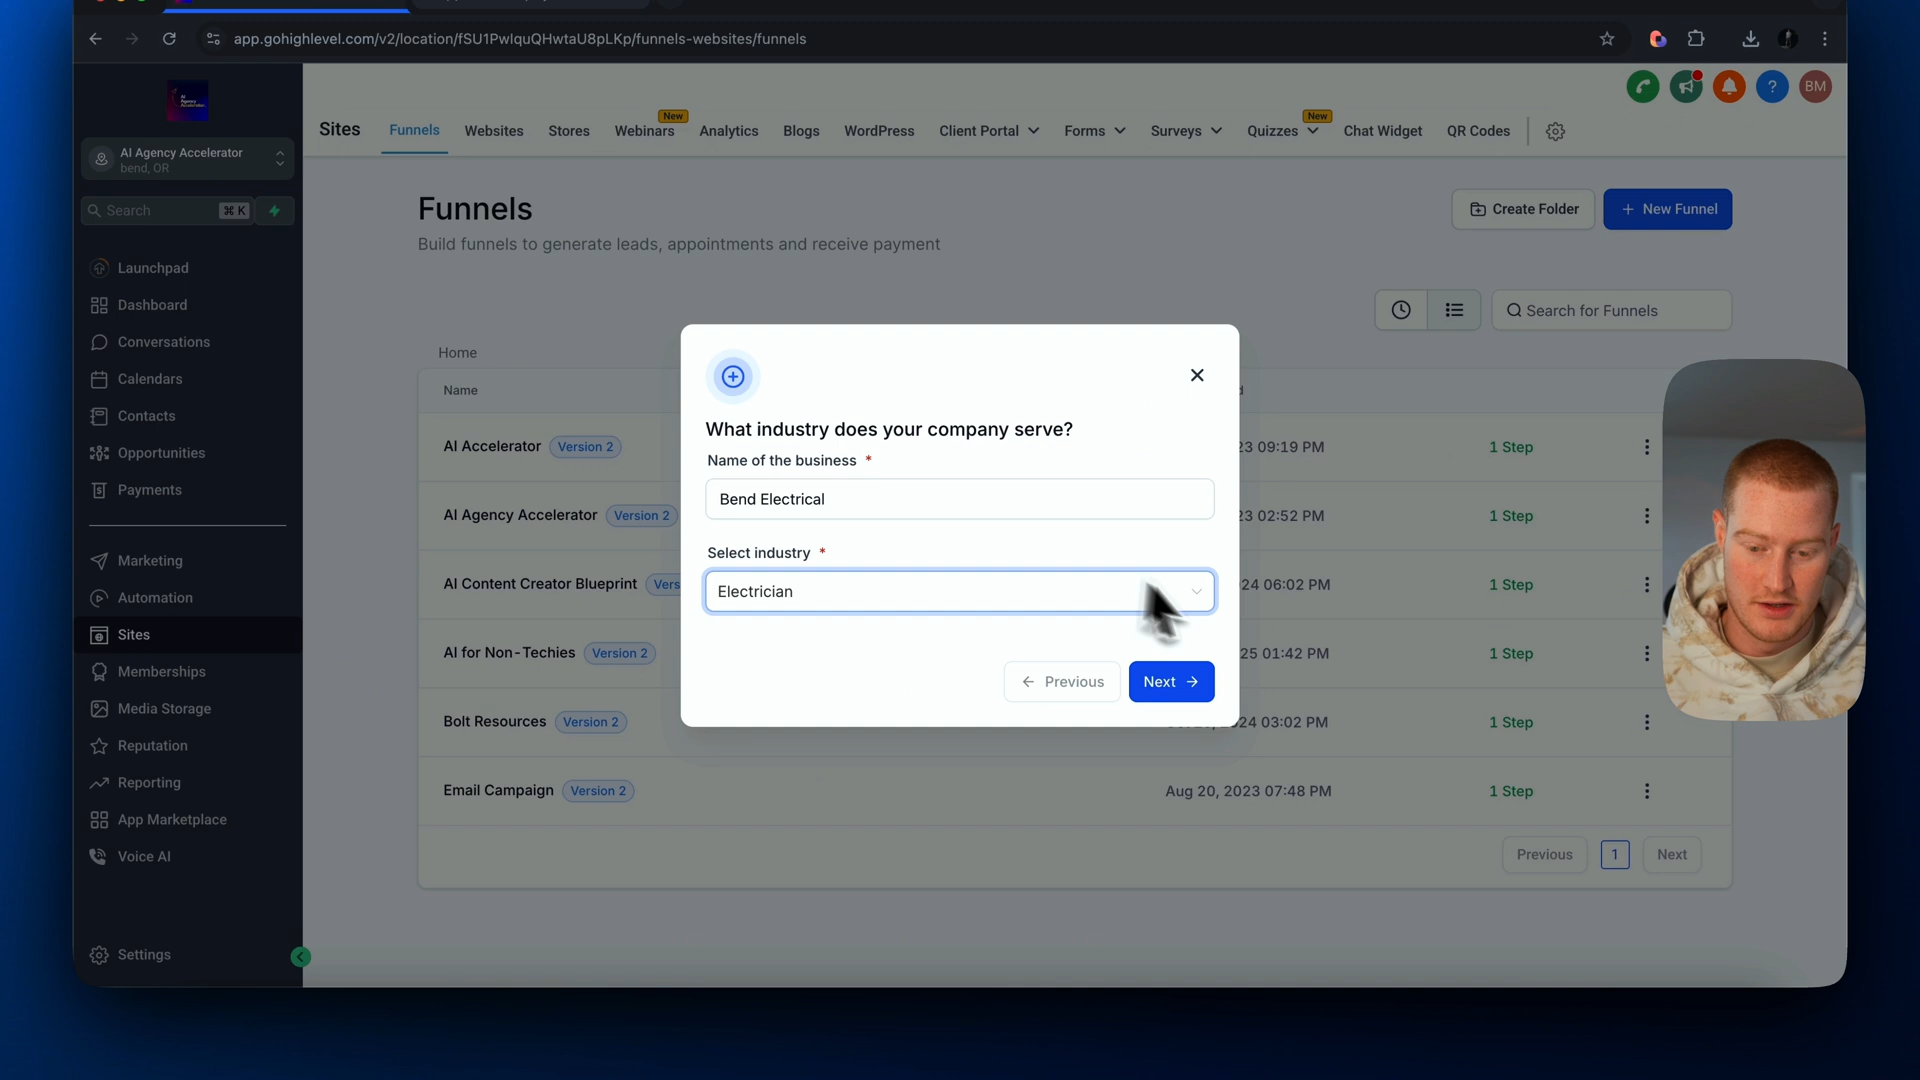 app.gohighlevel.com/v2/location/fSU1PwIquQHwtaU8pLKp/funnels-websites/funnels
BM
AI Agency Accelerator
bend, OR
Search
⌘ K
Launchpad
Dashboard
Conversations
Calendars
Contacts
Opportunities
Payments
Marketing
Automation
Sites
Memberships
Media Storage
Reputation
Reporting
App Marketplace
Voice AI
Settings
Sites
Funnels
Websites
Stores
Webinars
New
Analytics
Blogs
WordPress
Client Portal
Forms
Surveys
Quizzes
New
Chat Widget
QR Codes
Funnels
Build funnels to generate leads, appointments and receive payment
Create Folder
+ New Funnel
Search for Funnels
Home
Name
AI Accelerator Version 2
23 09:19 PM
1 Step
AI Agency Accelerator Version 2
23 02:52 PM
1 Step
AI Content Creator Blueprint Vers
24 06:02 PM
1 Step
AI for Non-Techies Version 2
25 01:42 PM
1 Step
Bolt Resources Version 2
24 03:02 PM
1 Step
Email Campaign Version 2
Aug 20, 2023 07:48 PM
1 Step
Previous
1
Next
What industry does your company serve?
Name of the business *
Bend Electrical
Select industry *
Electrician
← Previous
Next →